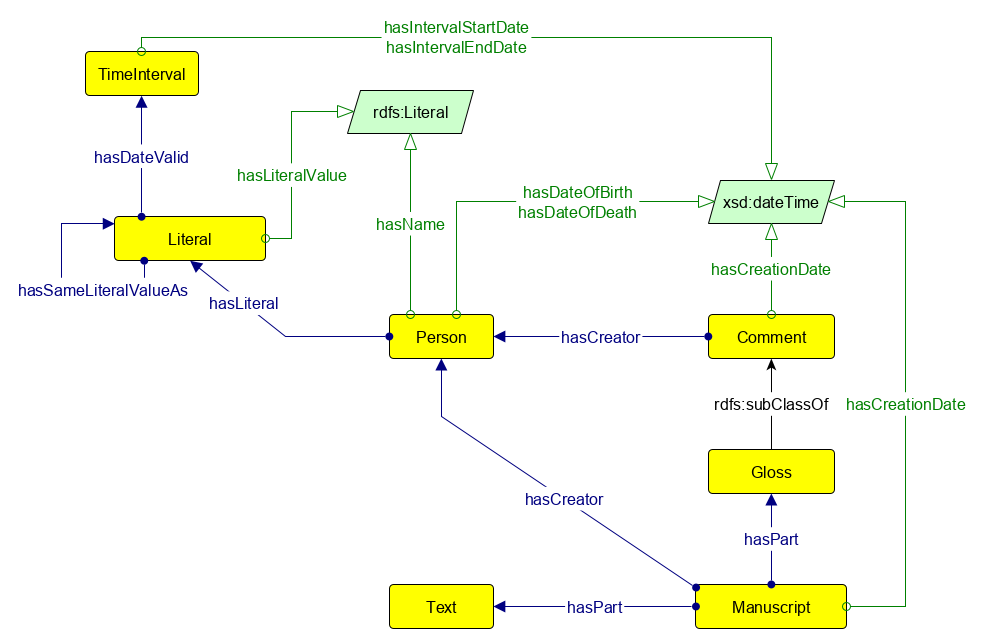 hasIntervalStartDate
hasIntervalEndDate
TimeInterval
rdfs:Literal
hasDateValid
hasLiteralValue
hasDateOfBirth
hasDateOfDeath
xsd:dateTime
hasName
Literal
hasCreationDate
hasSameLiteralValueAs
hasLiteral
Person
hasCreator
Comment
rdfs:subClassOf
hasCreationDate
Gloss
hasCreator
hasPart
Text
hasPart
Manuscript